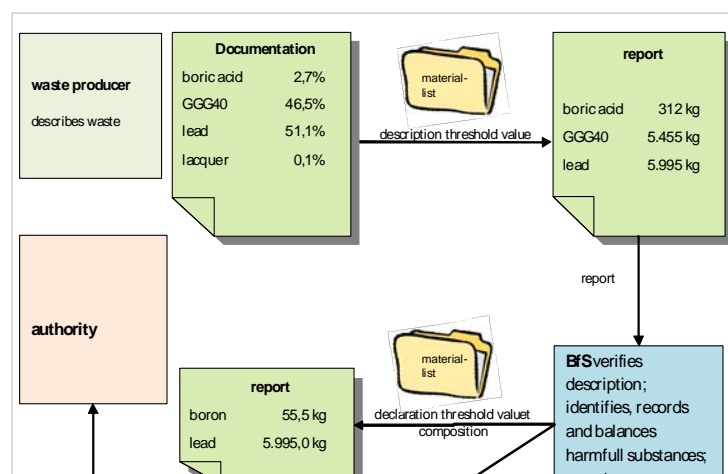 waste producer
describes waste
Documentation
boric acid 2,7%
GGG40 46,5%
lead 51,1%
lacquer 0,1%
material-
list
description threshold value
report
boric acid 312 kg
GGG40 5.455 kg
lead 5.995 kg
report
authority
report
boron 55,5 kg
lead 5.995,0 kg
material-
list
declaration threshold valuet
composition
BfS verifies
description;
identifies, records
and balances
harmfull substances;